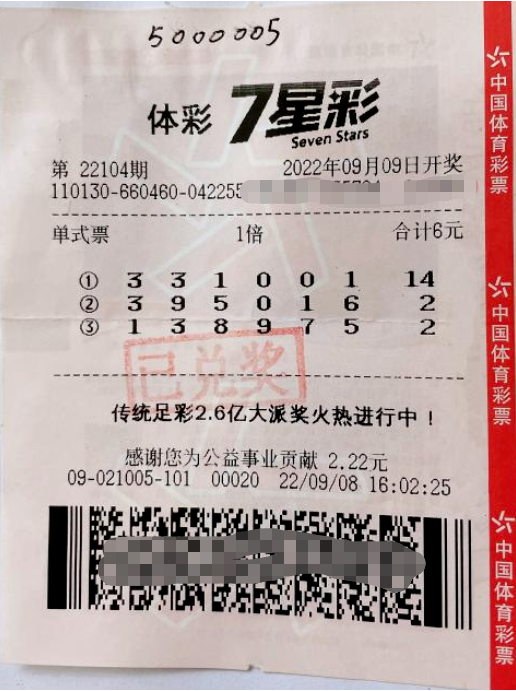 5000005
体彩 7星彩
Seven Stars
第 22104期 2022年09月09日开奖
110130-660460-042255
单式票 1倍 合计6元
① 3 3 1 0 0 1 14
② 3 9 5 0 1 6 2
③ 1 3 8 9 7 5 2
已兑奖
传统足彩2.6亿大派奖火热进行中！
感谢您为公益事业贡献 2.22元
09-021005-101 00020 22/09/08 16:02:25
中国体育彩票
中国体育彩票
中国体育彩票